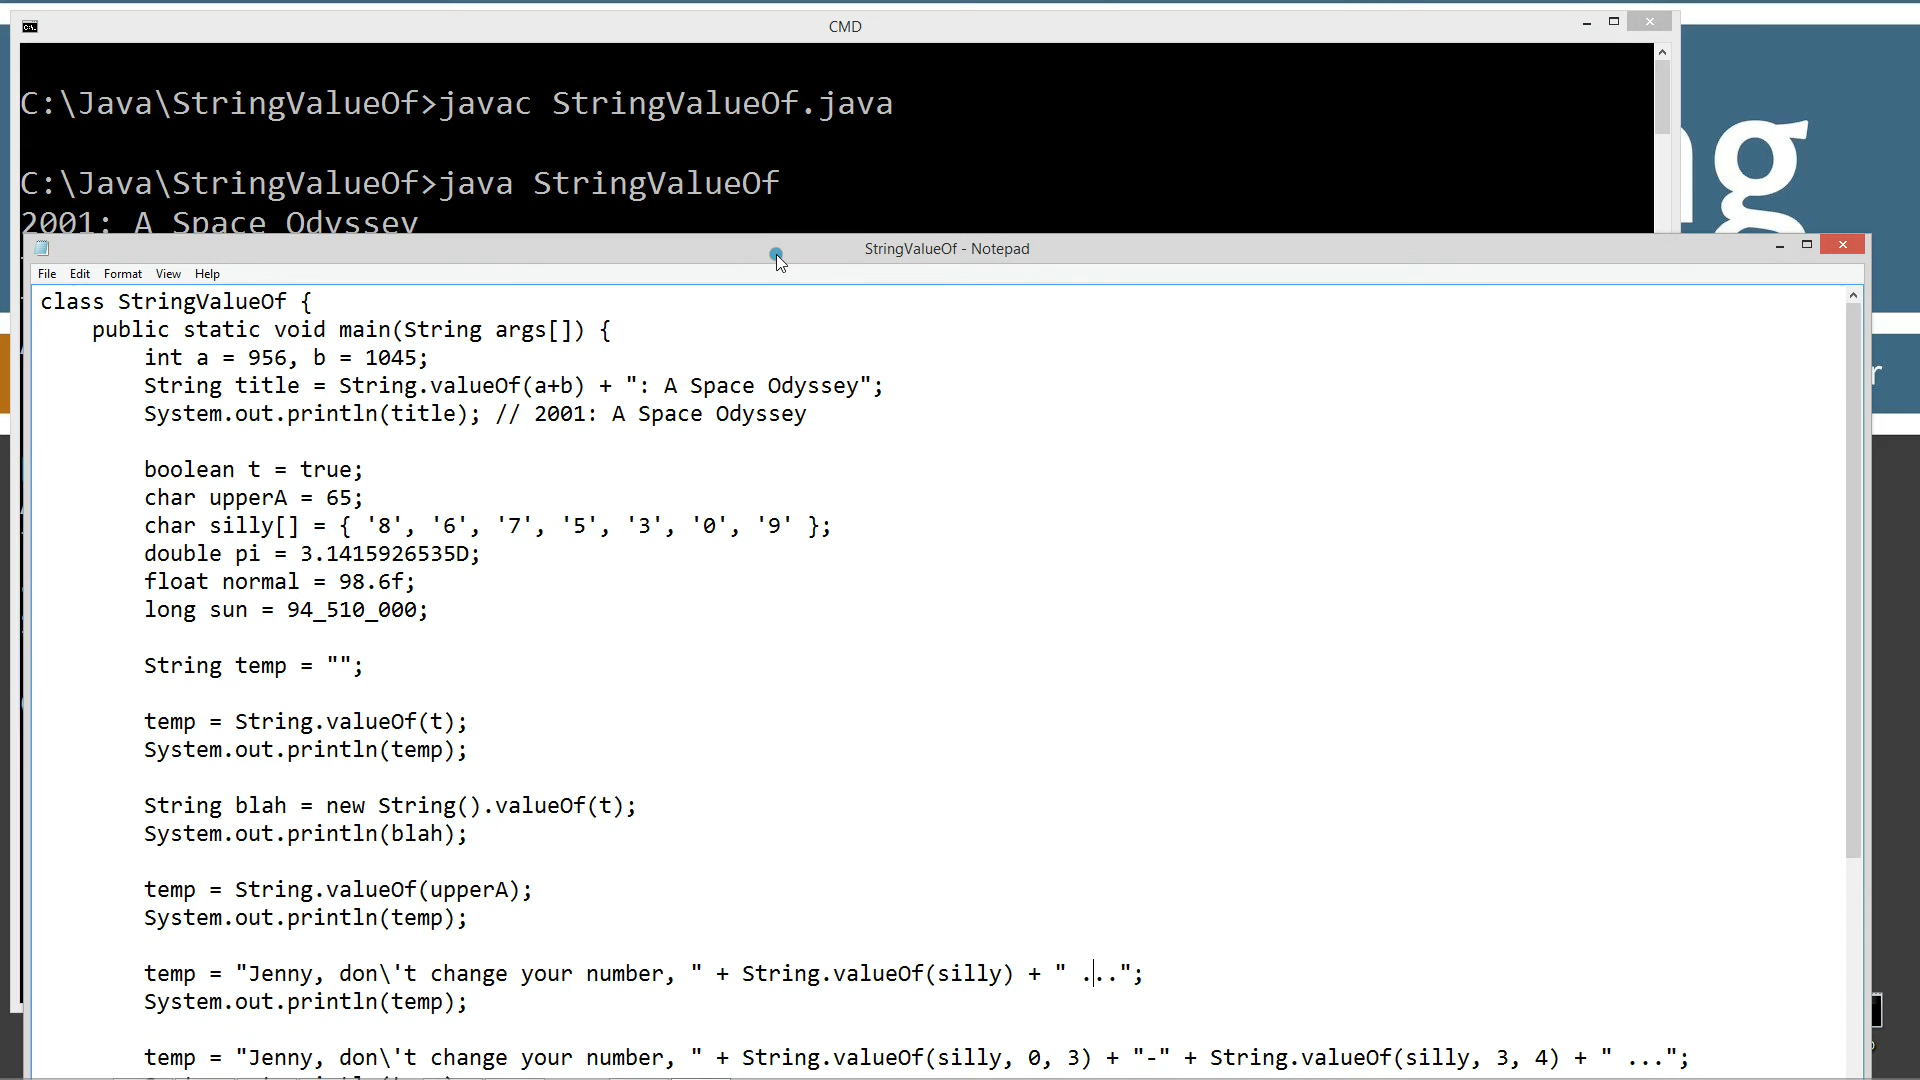 CMD
C:\Java\StringValueOf>javac StringValueOf.java
C:\Java\StringValueOf>java StringValueOf
2001: A Space Odyssey
StringValueOf - Notepad
File Edit Format View Help
class StringValueOf {
    public static void main(String args[]) {
        int a = 956, b = 1045;
        String title = String.valueOf(a+b) + ": A Space Odyssey";
        System.out.println(title); // 2001: A Space Odyssey
        boolean t = true;
        char upperA = 65;
        char silly[] = { '8', '6', '7', '5', '3', '0', '9' };
        double pi = 3.1415926535D;
        float normal = 98.6f;
        long sun = 94_510_000;
        String temp = "";
        temp = String.valueOf(t);
        System.out.println(temp);
        String blah = new String().valueOf(t);
        System.out.println(blah);
        temp = String.valueOf(upperA);
        System.out.println(temp);
        temp = "Jenny, don\'t change your number, " + String.valueOf(silly) + " ...";
        System.out.println(temp);
        temp = "Jenny, don\'t change your number, " + String.valueOf(silly, 0, 3) + "-" + String.valueOf(silly, 3, 4) + " ...";